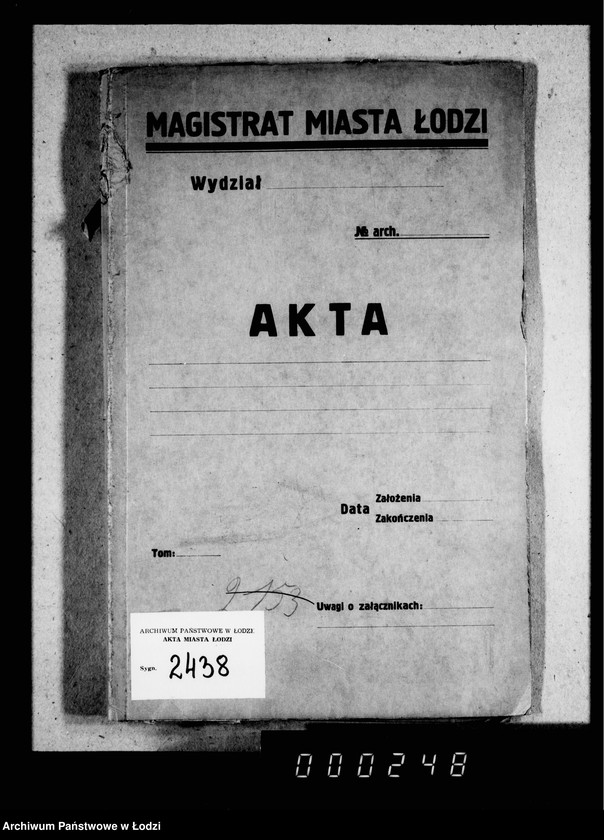 MAGISTRAT MIASTA ŁODZI
Wydział
№ arch.
AKTA
Data Założenia
Zakończenia
Tom:
2153
Uwagi o załącznikach:
ARCHIWUM PAŃSTWOWE W ŁODZI
AKTA MIASTA ŁODZI
Sygn. 2438
000248
Archiwum Państwowe w Łodzi